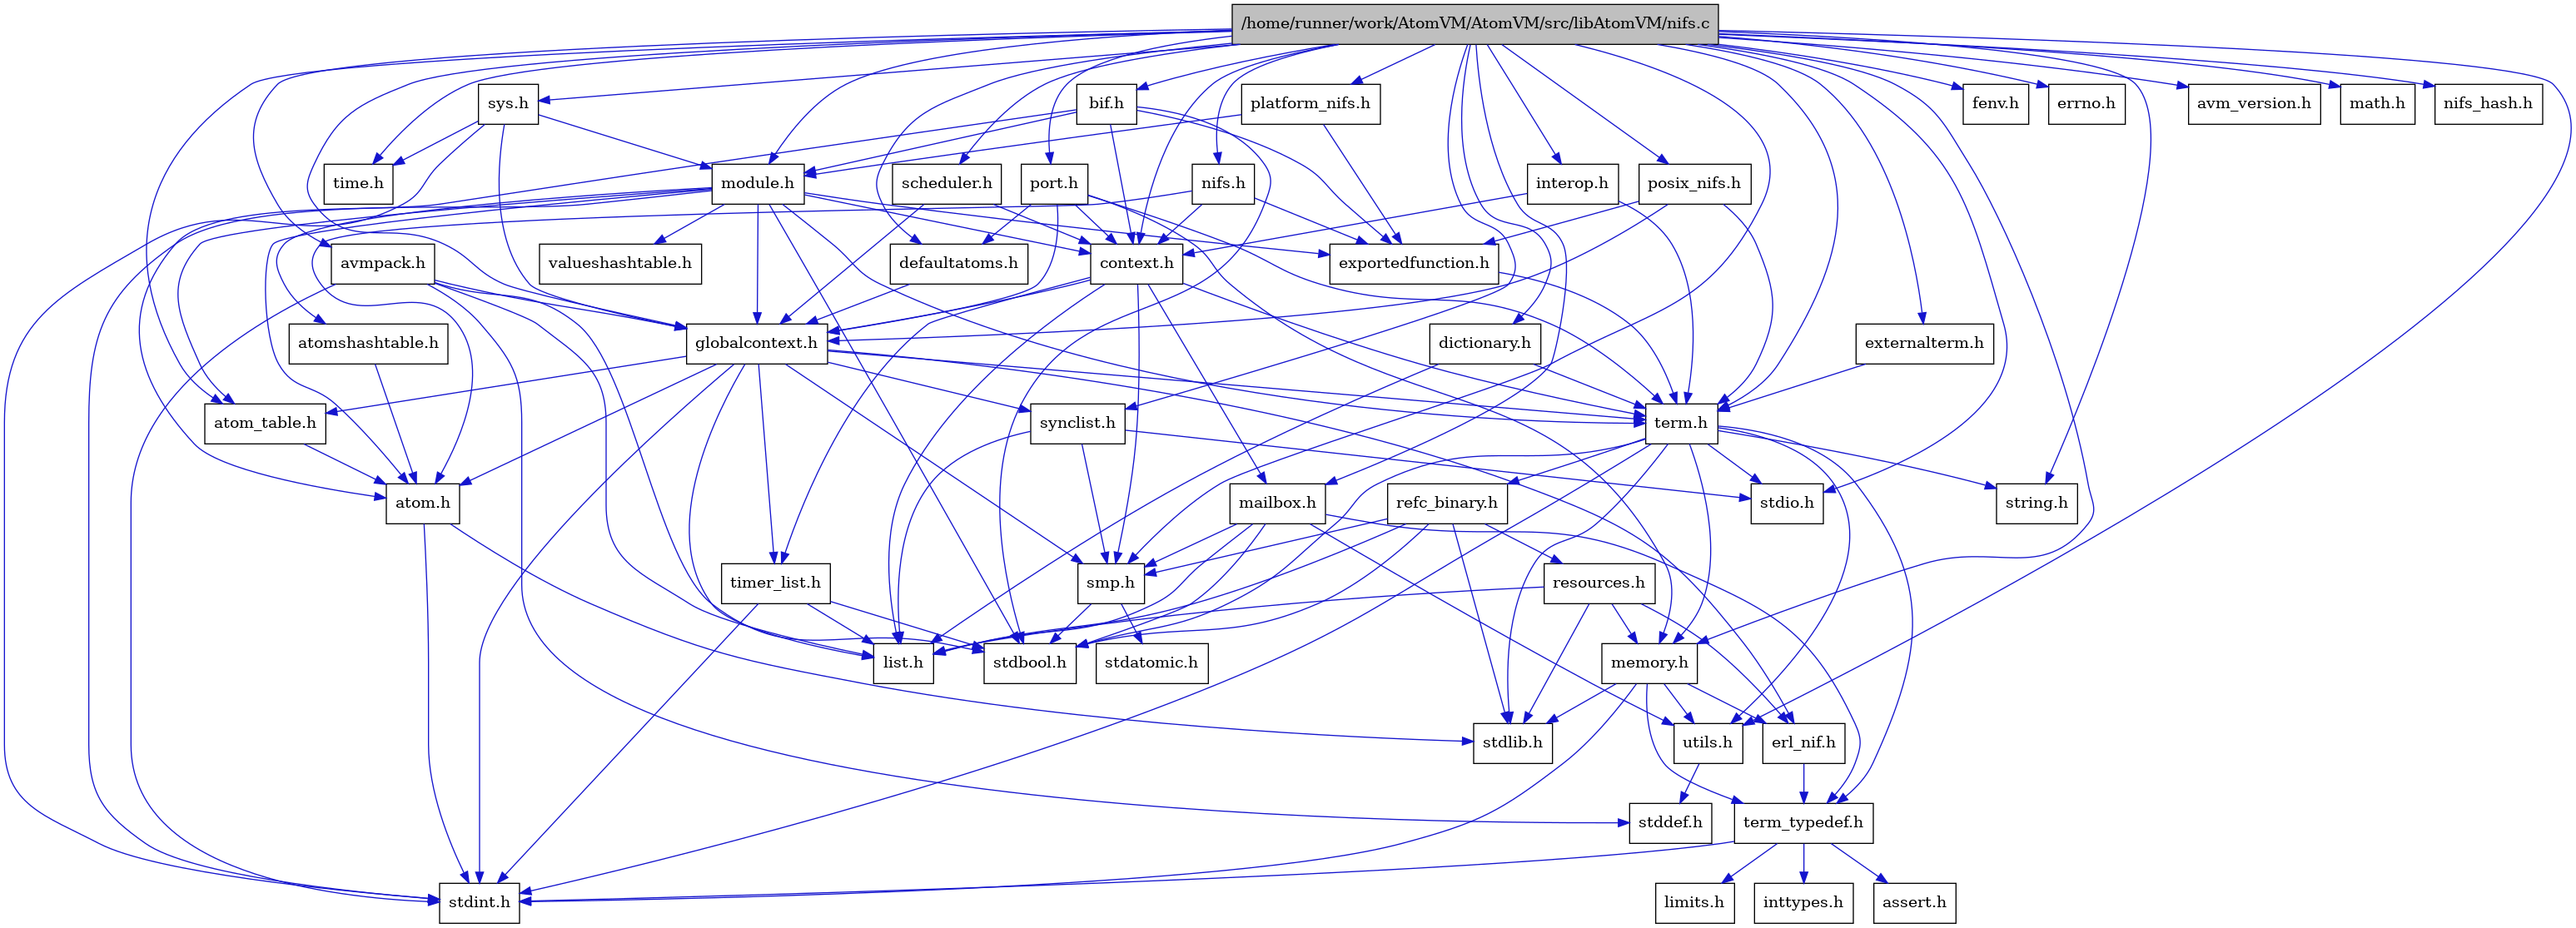 /home/runner/work/AtomVM/AtomVM/src/libAtomVM/nifs.c
sys.h
bif.h
platform_nifs.h
fenv.h
errno.h
avm_version.h
math.h
nifs_hash.h
time.h
module.h
scheduler.h
port.h
nifs.h
interop.h
posix_nifs.h
avmpack.h
valueshashtable.h
defaultatoms.h
context.h
exportedfunction.h
atomshashtable.h
globalcontext.h
dictionary.h
externalterm.h
atom_table.h
synclist.h
term.h
atom.h
mailbox.h
refc_binary.h
stdio.h
string.h
timer_list.h
smp.h
resources.h
list.h
stdbool.h
stdatomic.h
memory.h
stdlib.h
utils.h
erl_nif.h
stddef.h
term_typedef.h
stdint.h
limits.h
inttypes.h
assert.h